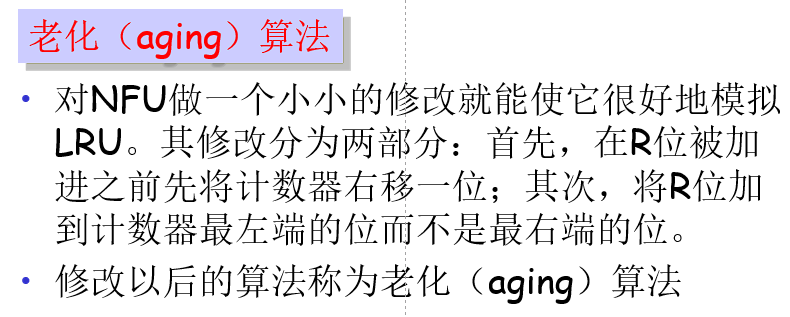 老化（aging）算法
• 对NFU做一个小小的修改就能使它很好地模拟
LRU。其修改分为两部分：首先，在R位被加
进之前先将计数器右移一位；其次，将R位加
到计数器最左端的位而不是最右端的位。
• 修改以后的算法称为老化（aging）算法